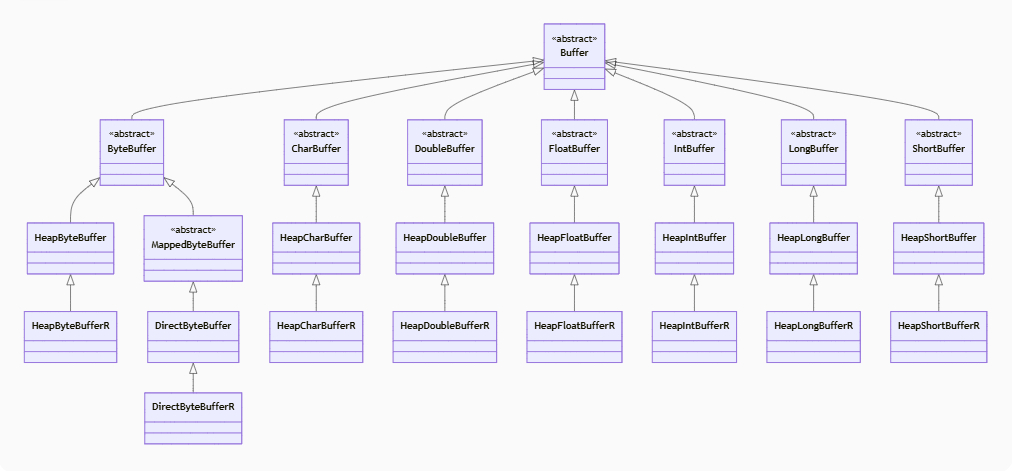 «abstract»
Buffer
«abstract»
ByteBuffer
«abstract»
CharBuffer
«abstract»
DoubleBuffer
«abstract»
FloatBuffer
«abstract»
IntBuffer
«abstract»
LongBuffer
«abstract»
ShortBuffer
HeapByteBuffer
«abstract»
MappedByteBuffer
HeapCharBuffer
HeapDoubleBuffer
HeapFloatBuffer
HeapIntBuffer
HeapLongBuffer
HeapShortBuffer
HeapByteBufferR
DirectByteBuffer
HeapCharBufferR
HeapDoubleBufferR
HeapFloatBufferR
HeapIntBufferR
HeapLongBufferR
HeapShortBufferR
DirectByteBufferR